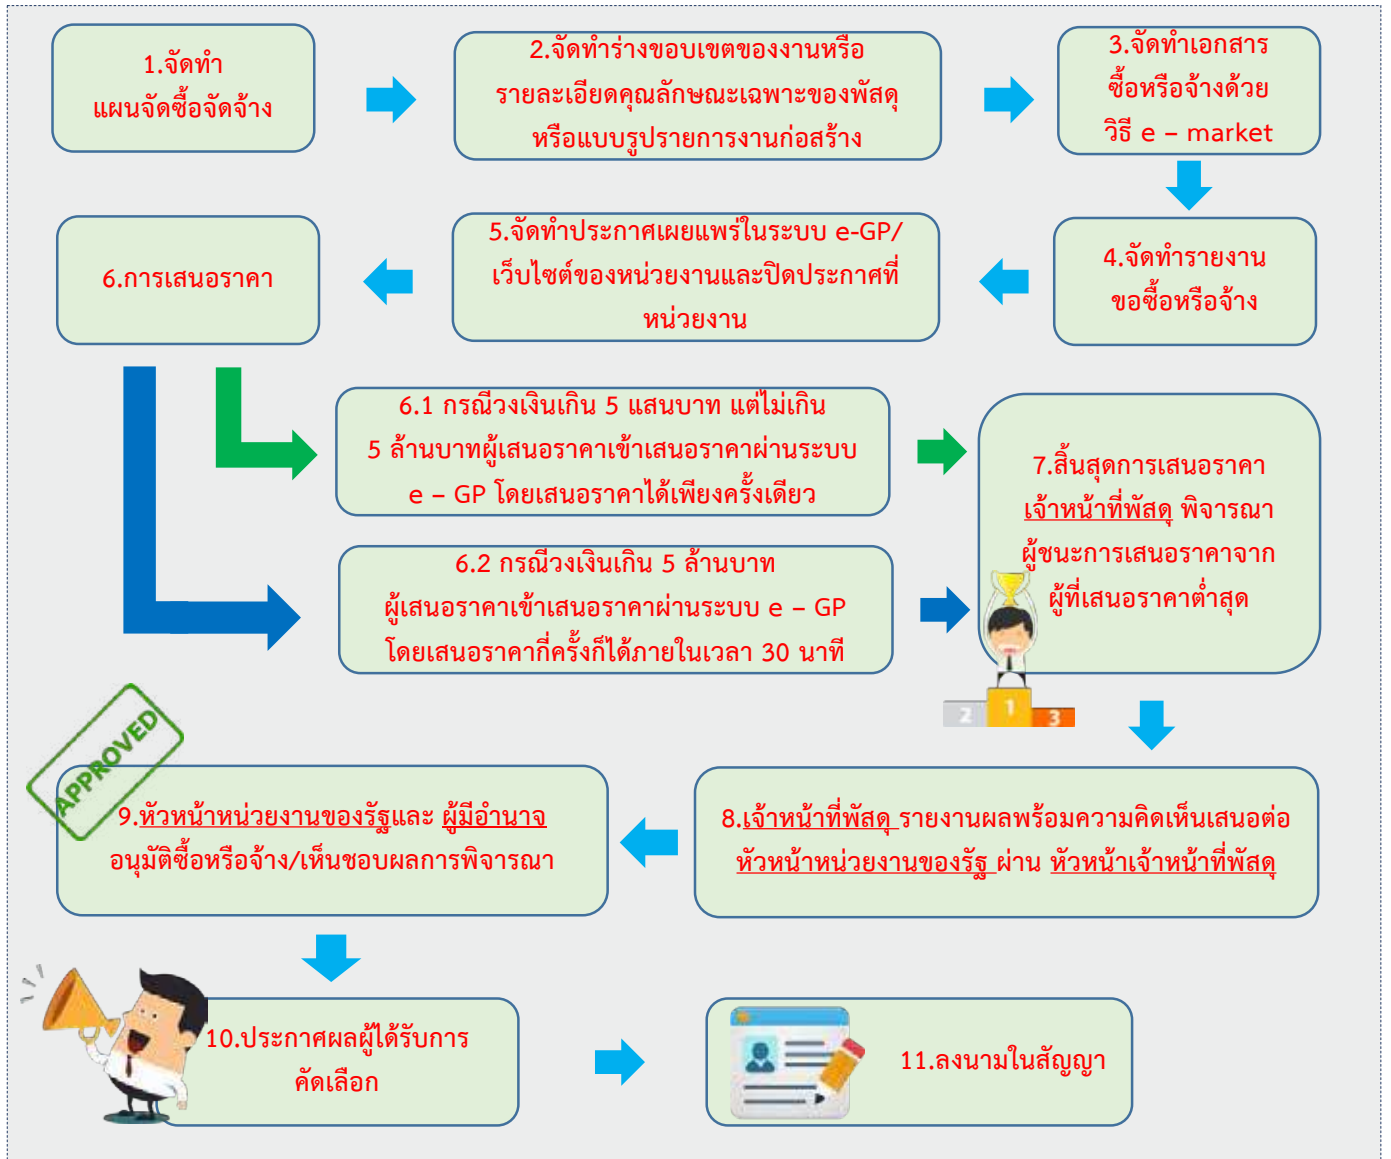 1.จัดทำ
แผนจัดซื้อจัดจ้าง
2.จัดทำร่างขอบเขตของงานหรือ
รายละเอียดคุณลักษณะเฉพาะของพัสดุ
หรือแบบรูปรายการงานก่อสร้าง
3.จัดทำเอกสาร
ซื้อหรือจ้างด้วย
วิธี e – market
4.จัดทำรายงาน
ขอซื้อหรือจ้าง
5.จัดทำประกาศเผยแพร่ในระบบ e-GP/
เว็บไซต์ของหน่วยงานและปิดประกาศที่
หน่วยงาน
6.การเสนอราคา
6.1 กรณีวงเงินเกิน 5 แสนบาท แต่ไม่เกิน
5 ล้านบาทผู้เสนอราคาเข้าเสนอราคาผ่านระบบ
e – GP โดยเสนอราคาได้เพียงครั้งเดียว
6.2 กรณีวงเงินเกิน 5 ล้านบาท
ผู้เสนอราคาเข้าเสนอราคาผ่านระบบ e – GP
โดยเสนอราคากี่ครั้งก็ได้ภายในเวลา 30 นาที
7.สิ้นสุดการเสนอราคา
เจ้าหน้าที่พัสดุ พิจารณา
ผู้ชนะการเสนอราคาจาก
ผู้ที่เสนอราคาต่ำสุด
2 1 3
8.เจ้าหน้าที่พัสดุ รายงานผลพร้อมความคิดเห็นเสนอต่อ
หัวหน้าหน่วยงานของรัฐ ผ่าน หัวหน้าเจ้าหน้าที่พัสดุ
APPROVED
9.หัวหน้าหน่วยงานของรัฐและ ผู้มีอำนาจ
อนุมัติซื้อหรือจ้าง/เห็นชอบผลการพิจารณา
10.ประกาศผลผู้ได้รับการ
คัดเลือก
11.ลงนามในสัญญา